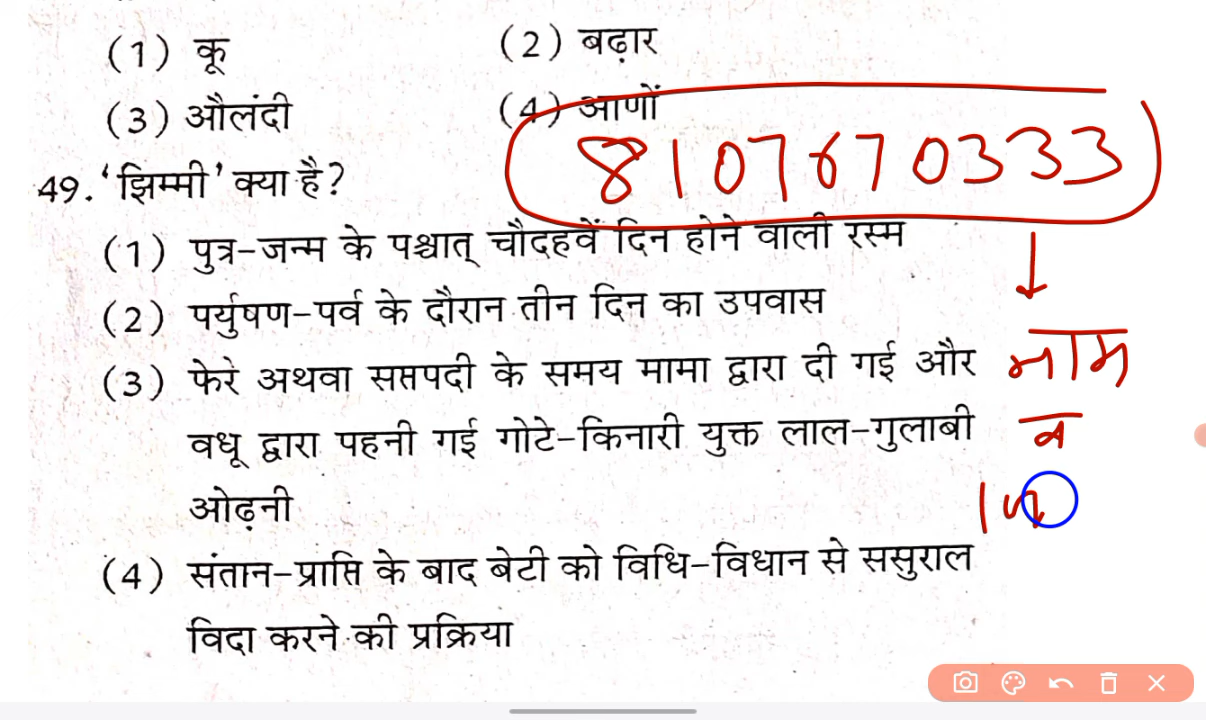 (1) कू (2) बढ़ार
(3) औलंदी (4) आणों
8107670333
49. ‘झिम्मी’ क्या है?
(1) पुत्र-जन्म के पश्चात् चौदहवें दिन होने वाली रस्म
(2) पर्युषण-पर्व के दौरान तीन दिन का उपवास
(3) फेरे अथवा सप्तपदी के समय मामा द्वारा दी गई और
नाम
वधू द्वारा पहनी गई गोटे-किनारी युक्त लाल-गुलाबी
व
ओढ़नी
(4) संतान-प्राप्ति के बाद बेटी को विधि-विधान से ससुराल
विदा करने की प्रक्रिया